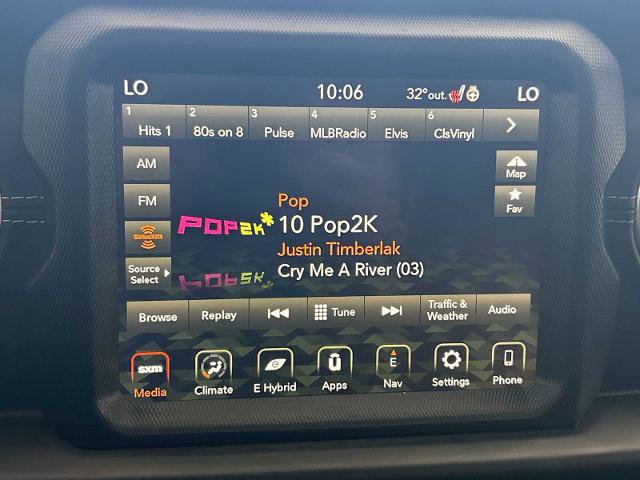 LO 10:06 32° out. LO
1 2 3 4 5 6
Hits 1 80s on 8 Pulse MLBRadio Elvis ClsVinyl
AM
Map
FM
Fav
Pop
POP2K*
10 Pop2K
siriusxm
Justin Timberlak
Source
Select
Cry Me A River (03)
Browse Replay Tune Traffic &
Weather Audio
sxm
E
Media Climate E Hybrid Apps Nav Settings Phone